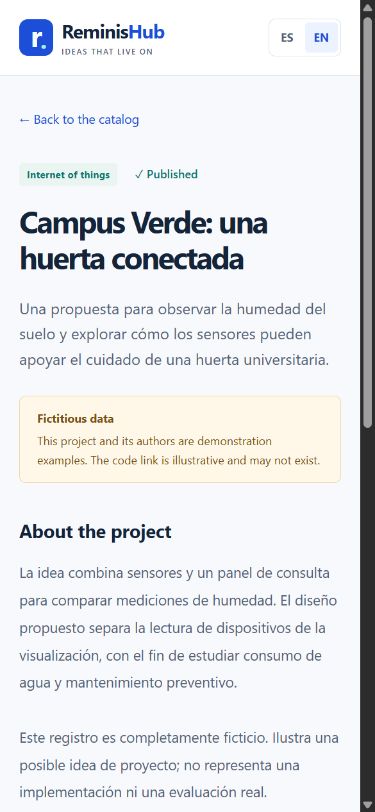 r.
ReminisHub
IDEAS THAT LIVE ON
ES
EN
← Back to the catalog
Internet of things
✓ Published
Campus Verde: una
huerta conectada
Una propuesta para observar la humedad del
suelo y explorar cómo los sensores pueden
apoyar el cuidado de una huerta universitaria.
Fictitious data
This project and its authors are demonstration
examples. The code link is illustrative and may not exist.
About the project
La idea combina sensores y un panel de consulta
para comparar mediciones de humedad. El diseño
propuesto separa la lectura de dispositivos de la
visualización, con el fin de estudiar consumo de
agua y mantenimiento preventivo.
Este registro es completamente ficticio. Ilustra una
posible idea de proyecto; no representa una
implementación ni una evaluación real.